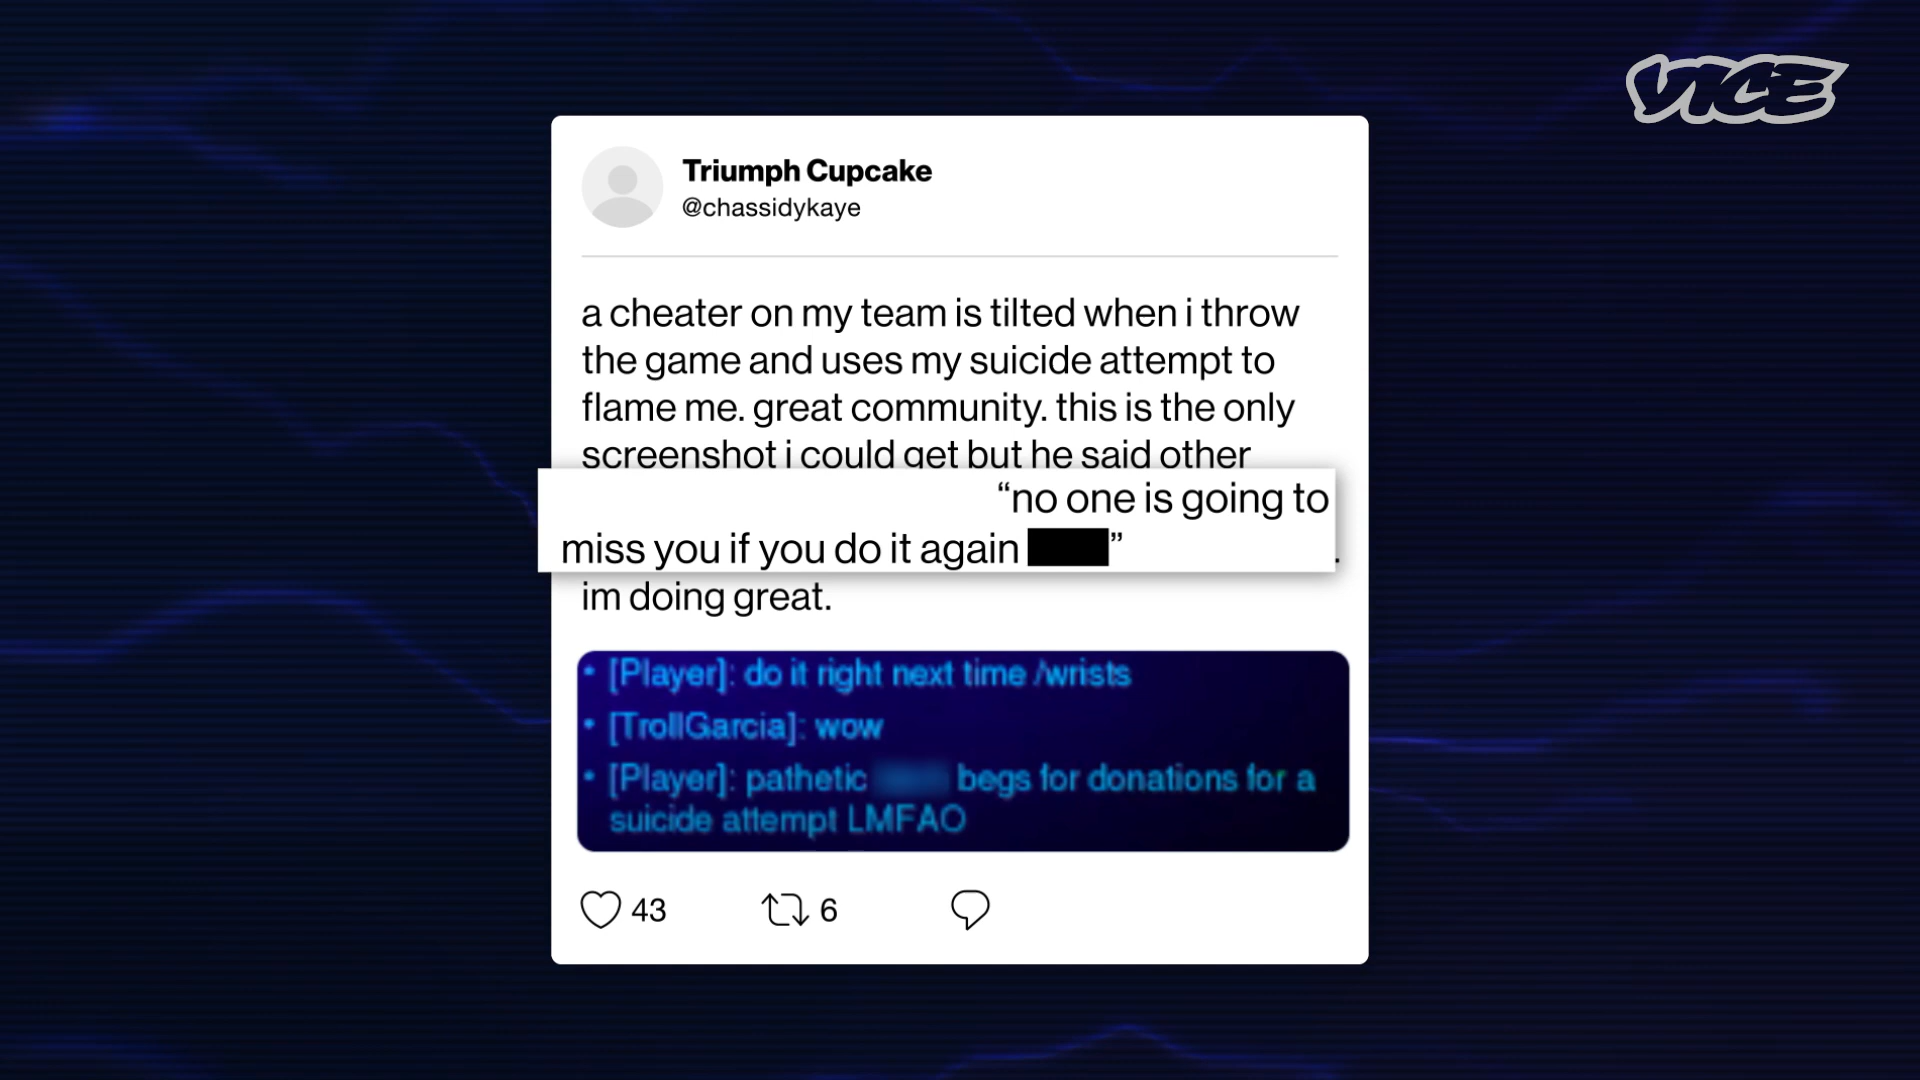 VICE
Triumph Cupcake
@chassidykaye
a cheater on my team is tilted when i throw
the game and uses my suicide attempt to
flame me. great community. this is the only
screenshot i could get but he said other
“no one is going to
miss you if you do it again ”
.
im doing great.
• [Player]: do it right next time /wrists
• [TrollGarcia]: wow
• [Player]: pathetic begs for donations for a
suicide attempt LMFAO
43
6